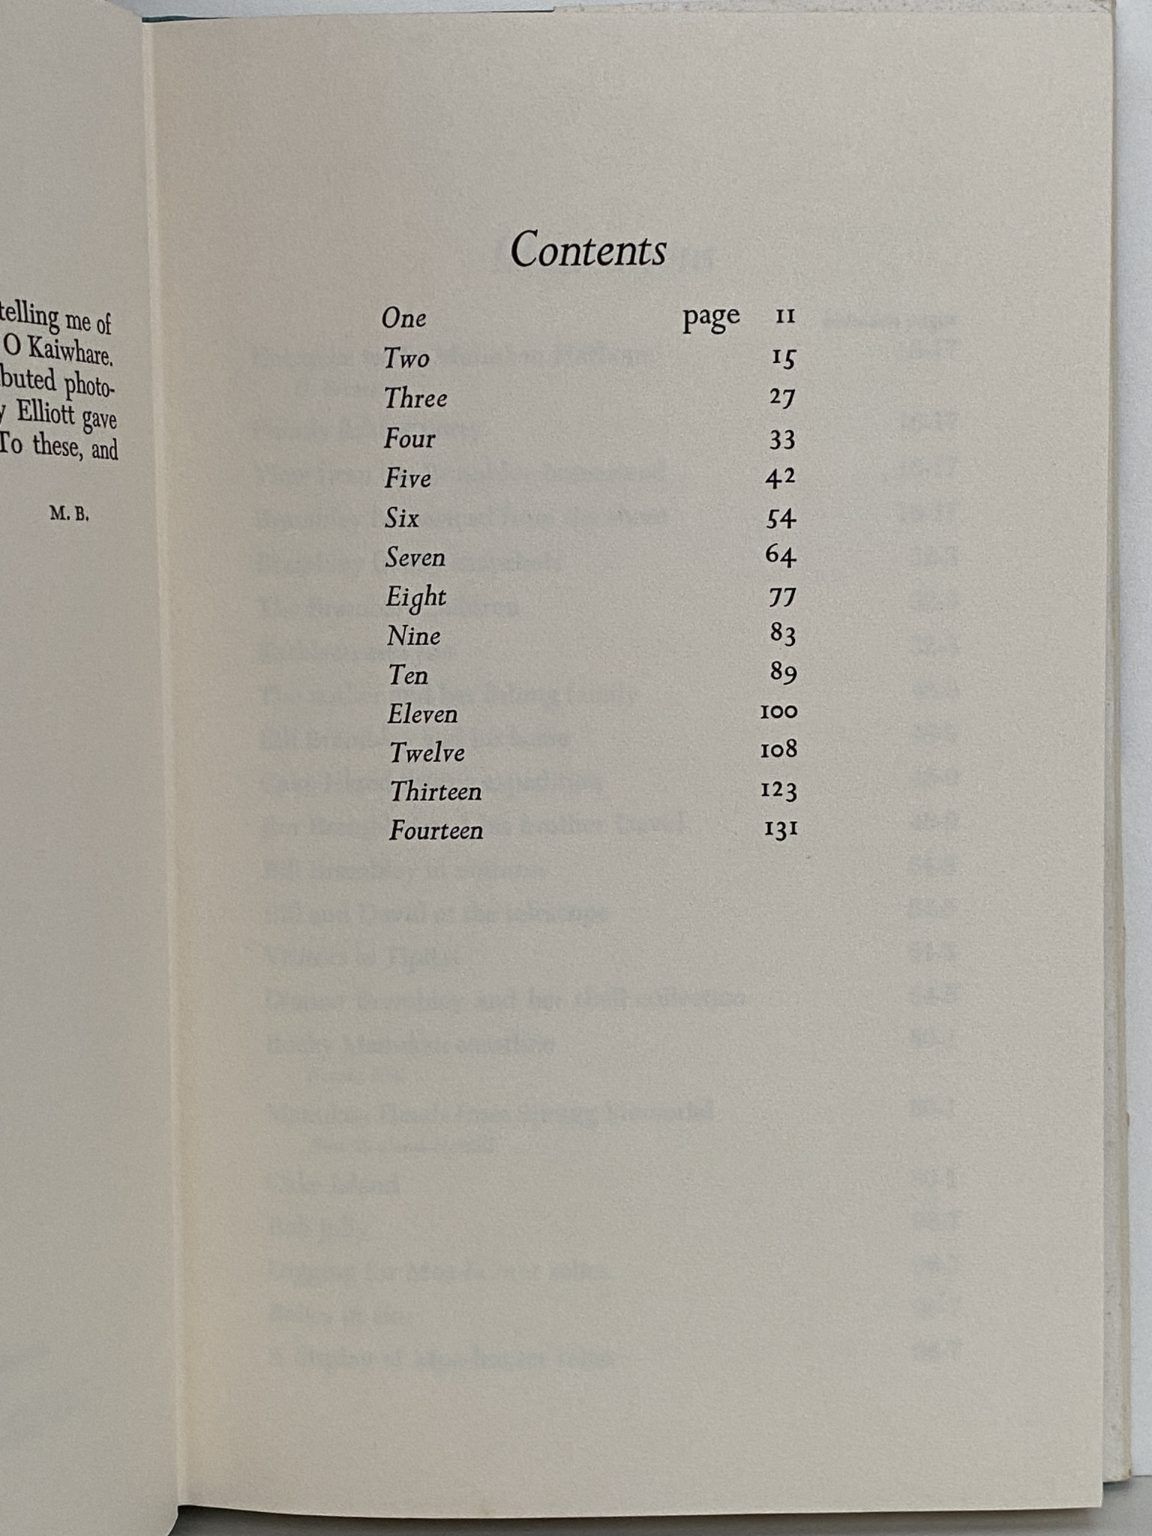 telling me of
O Kaiwhare.
buted photo-
Elliott gave
To these, and
M. B.
Contents
One page 11
Two 15
Three 27
Four 33
Five 42
Six 54
Seven 64
Eight 77
Nine 83
Ten 89
Eleven 100
Twelve 108
Thirteen 123
Fourteen 131